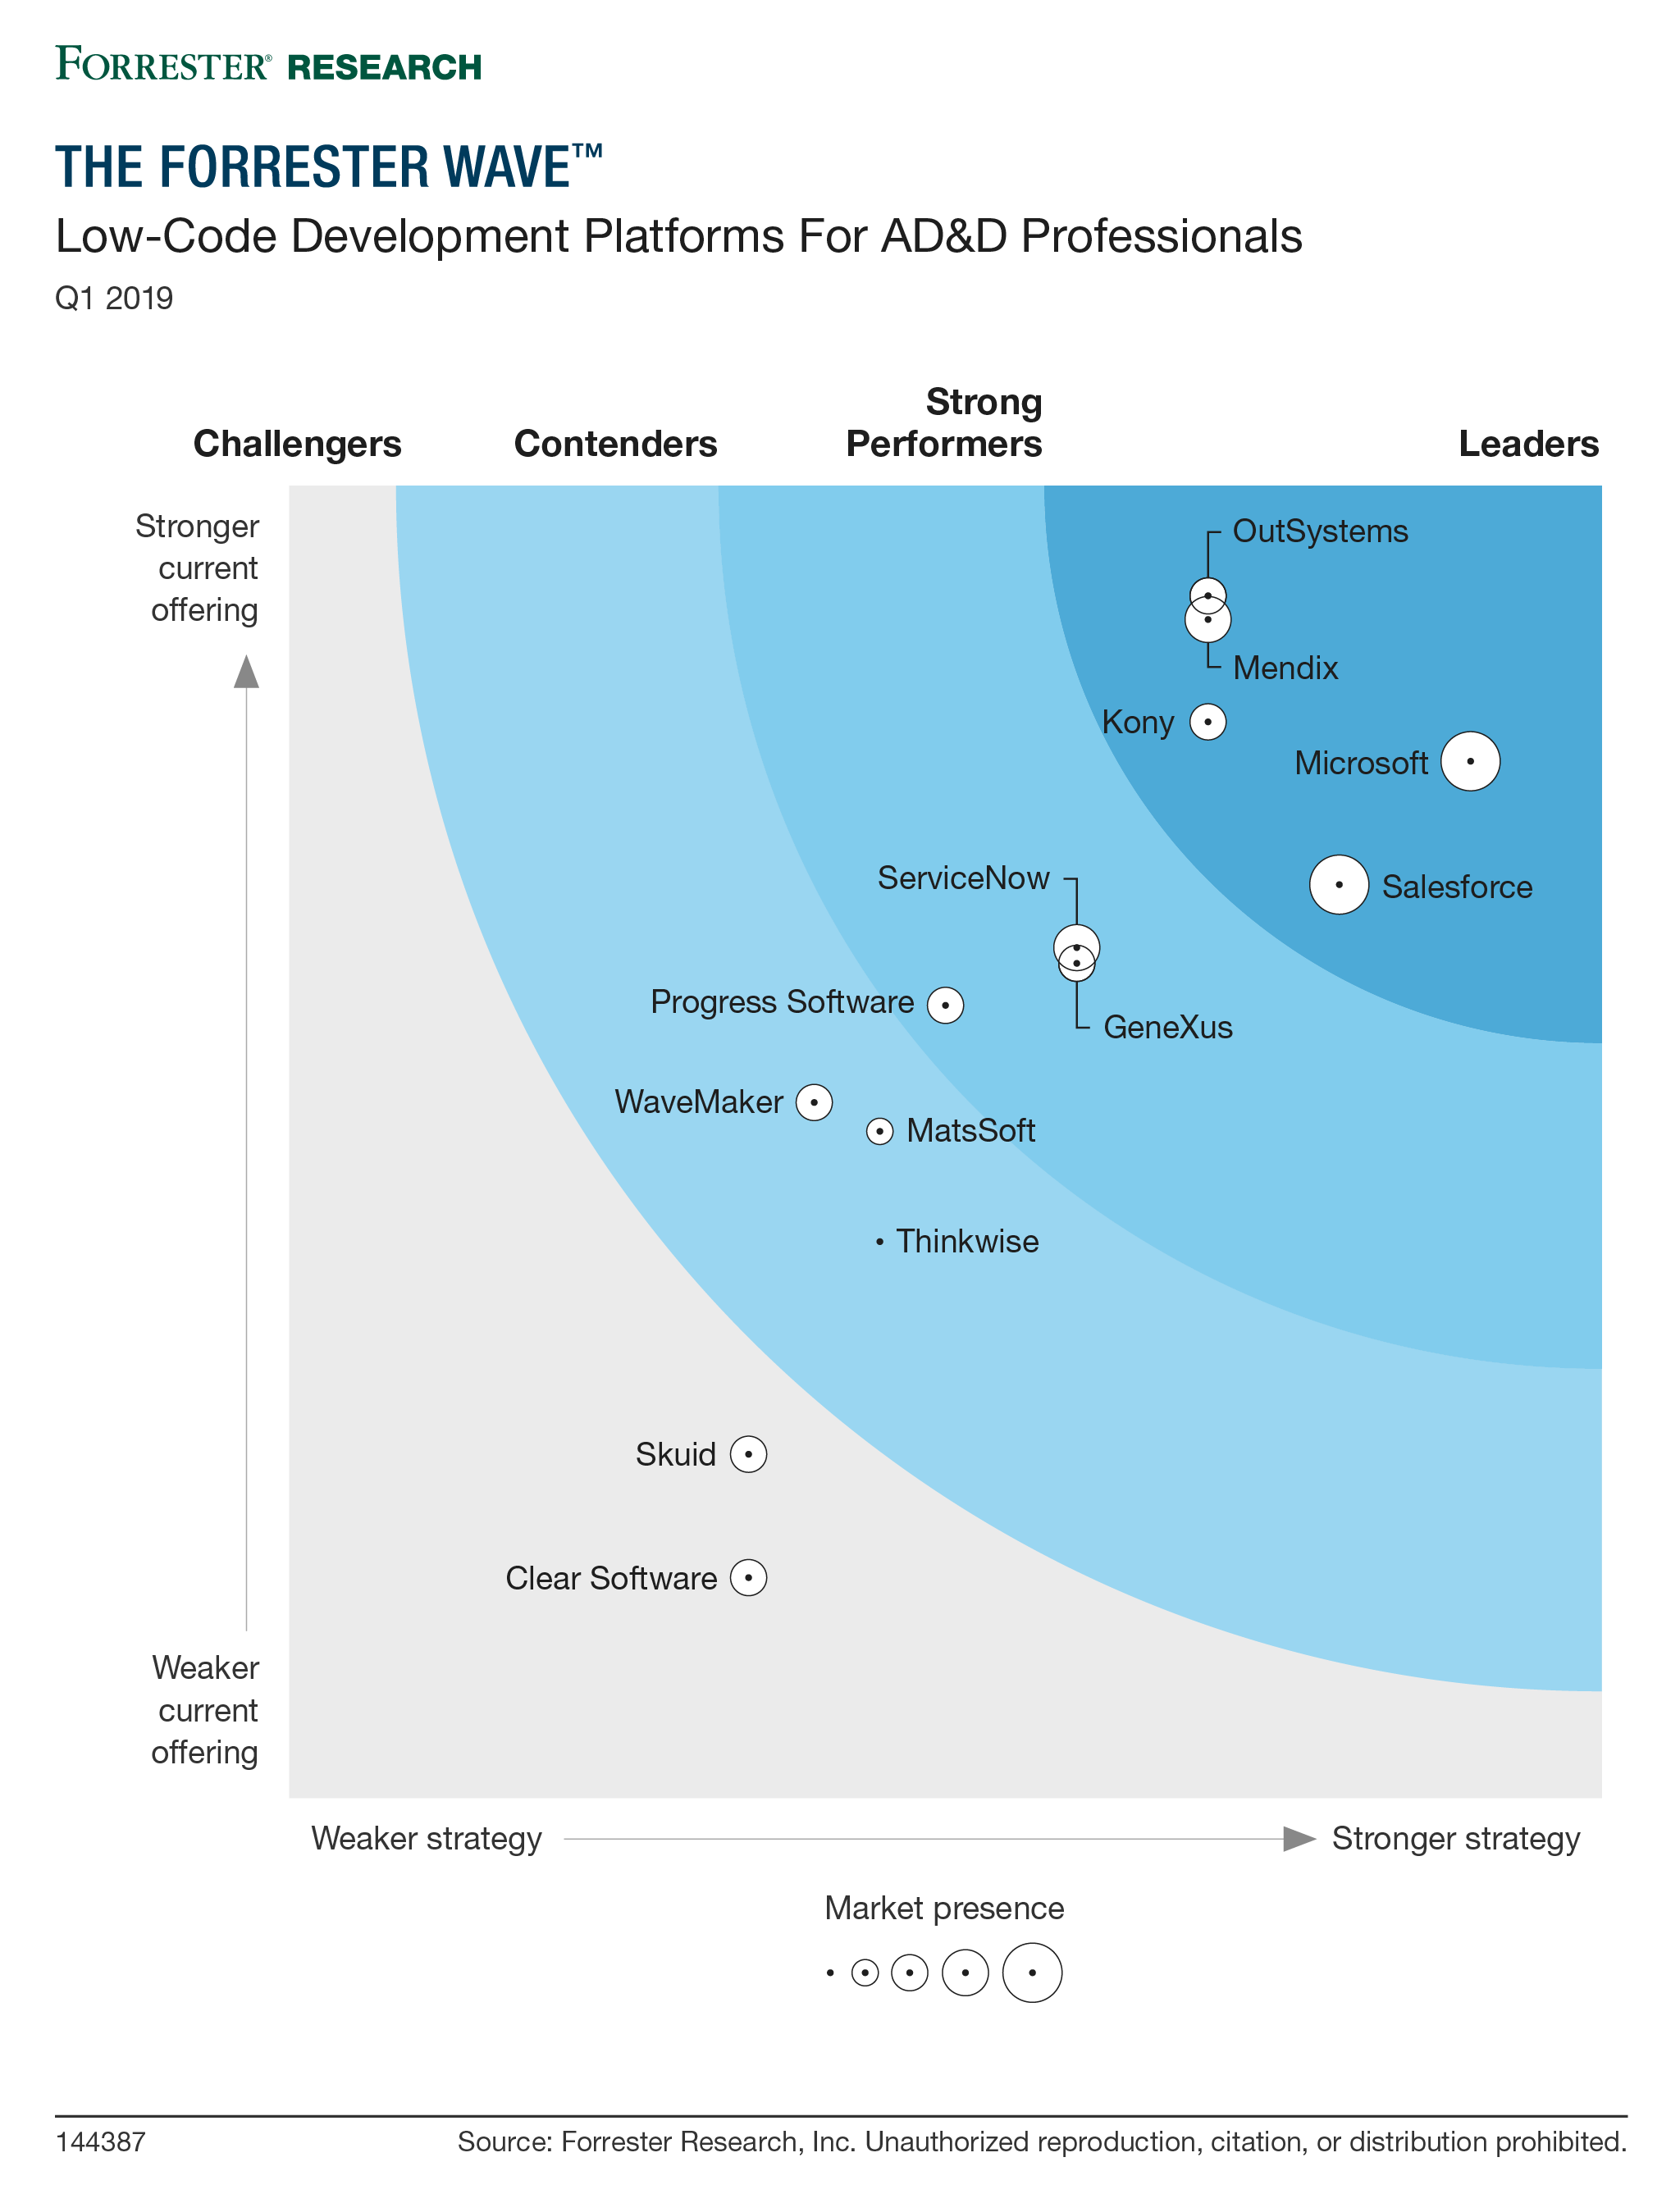 FORRESTER® RESEARCH
THE FORRESTER WAVE™
Low-Code Development Platforms For AD&D Professionals
Q1 2019
Challengers
Contenders
Strong
Performers
Leaders
Stronger
current
offering
OutSystems
Mendix
Kony
Microsoft
Salesforce
ServiceNow
GeneXus
Progress Software
WaveMaker
MatsSoft
Thinkwise
Skuid
Clear Software
Weaker
current
offering
Weaker strategy
Stronger strategy
Market presence
144387
Source: Forrester Research, Inc. Unauthorized reproduction, citation, or distribution prohibited.